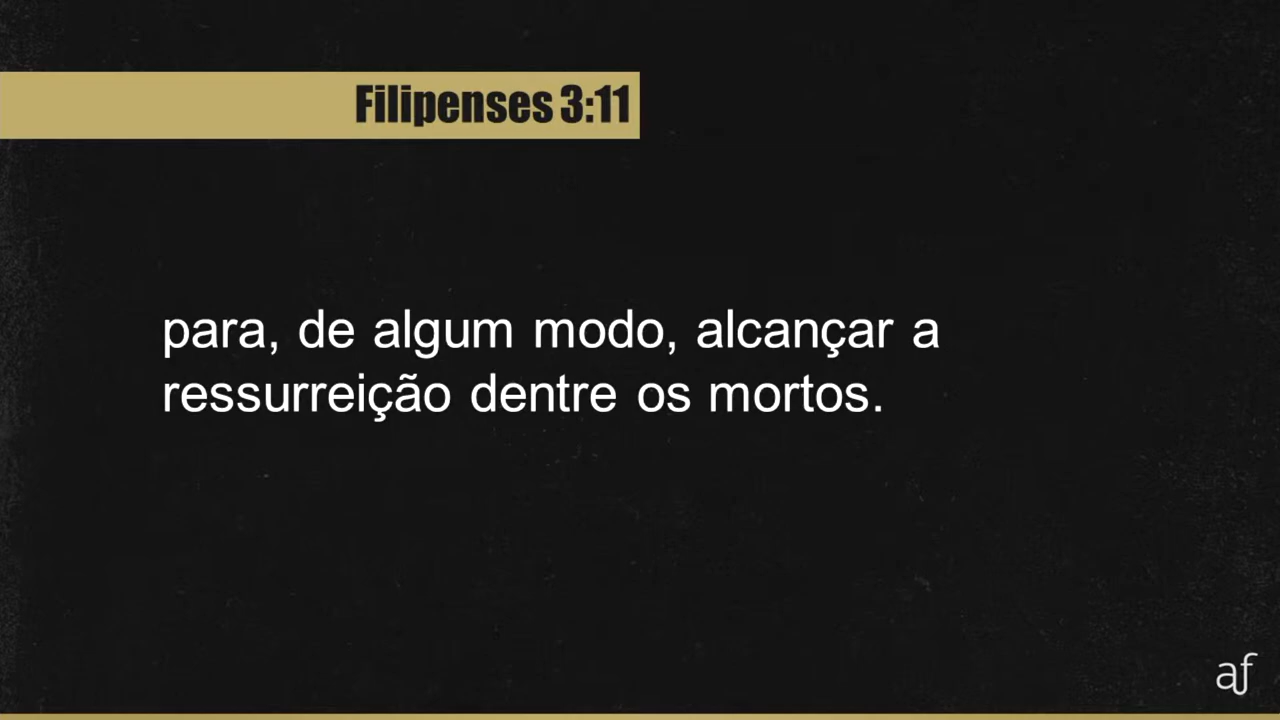 Filipenses 3:11
para, de algum modo, alcançar a
ressurreição dentre os mortos.
af